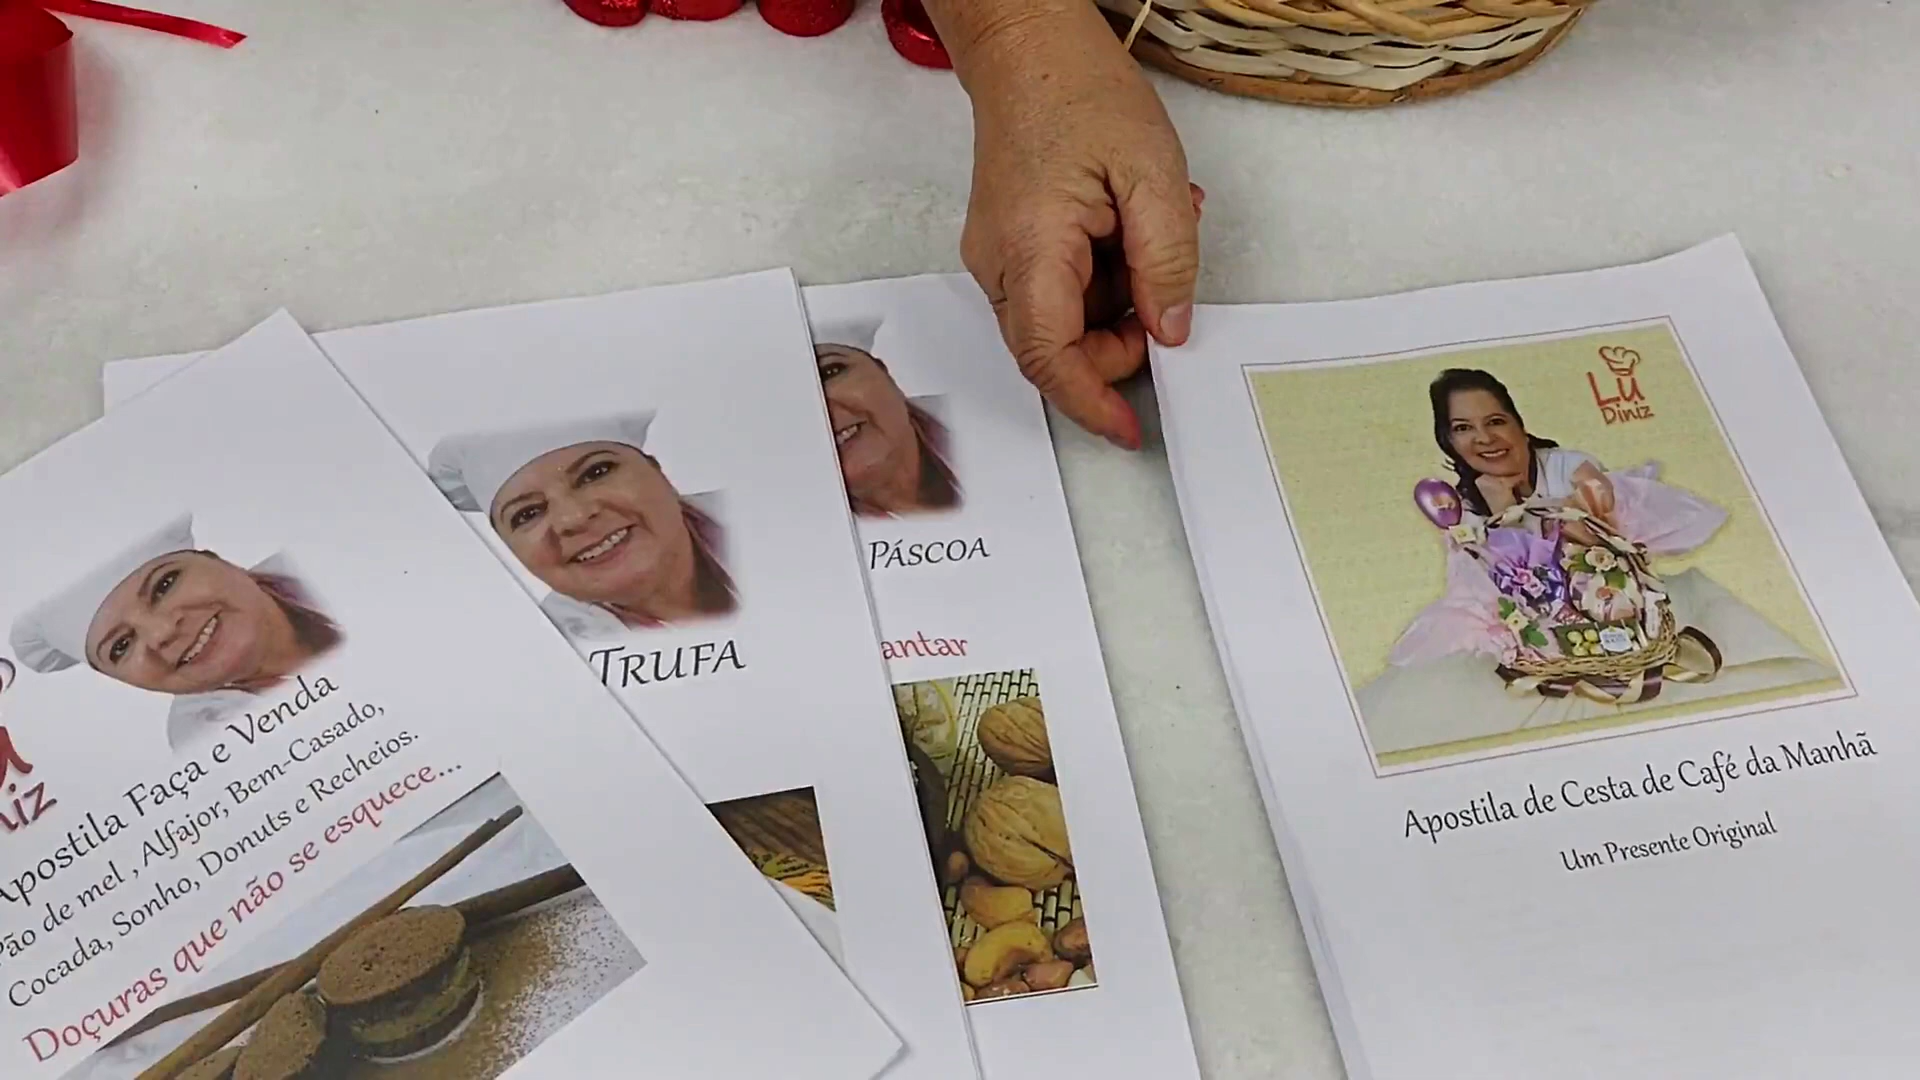 Apostila Faça e Venda
Pão de mel , Alfajor, Bem-Casado,
Cocada, Sonho, Donuts e Recheios.
Doçuras que não se esquece...
TRUFA
PÁSCOA
antar
Lu
Diniz
Apostila de Cesta de Café da Manhã
Um Presente Original